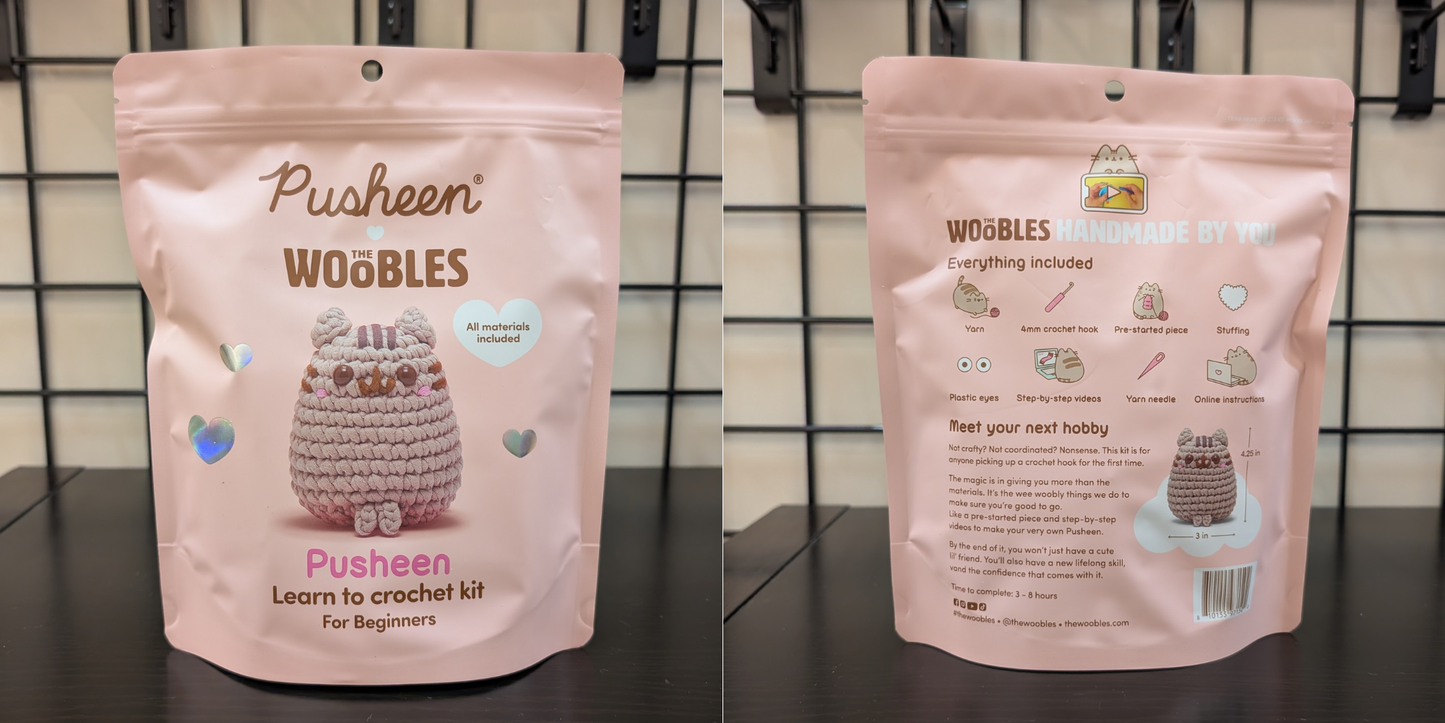 Pusheen®
THE
WOOBLES
All materials
included
Pusheen
Learn to crochet kit
For Beginners
THE
WOOBLES HANDMADE BY YOU
Everything included
Yarn
4mm crochet hook
Pre-started piece
Stuffing
Plastic eyes
Step-by-step videos
Yarn needle
Online instructions
Meet your next hobby
Not crafty? Not coordinated? Nonsense. This kit is for
anyone picking up a crochet hook for the first time.
The magic is in giving you more than the
materials. It's the wee woobly things we do to
make sure you're good to go.
Like a pre-started piece and step-by-step
videos to make your very own Pusheen.
By the end of it, you won't just have a cute
lil' friend. You'll also have a new lifelong skill,
and the confidence that comes with it.
4.25 in
3 in
Time to complete: 3 - 8 hours
#thewoobles • @thewoobles • thewoobles.com